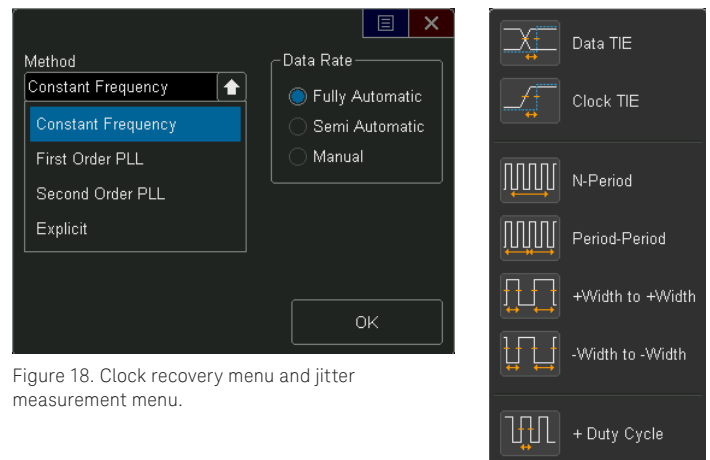 Method
Constant Frequency
Constant Frequency
First Order PLL
Second Order PLL
Explicit
Data Rate
Fully Automatic
Semi Automatic
Manual
OK
Figure 18. Clock recovery menu and jitter
measurement menu.
Data TIE
Clock TIE
N-Period
Period-Period
+Width to +Width
-Width to -Width
+ Duty Cycle